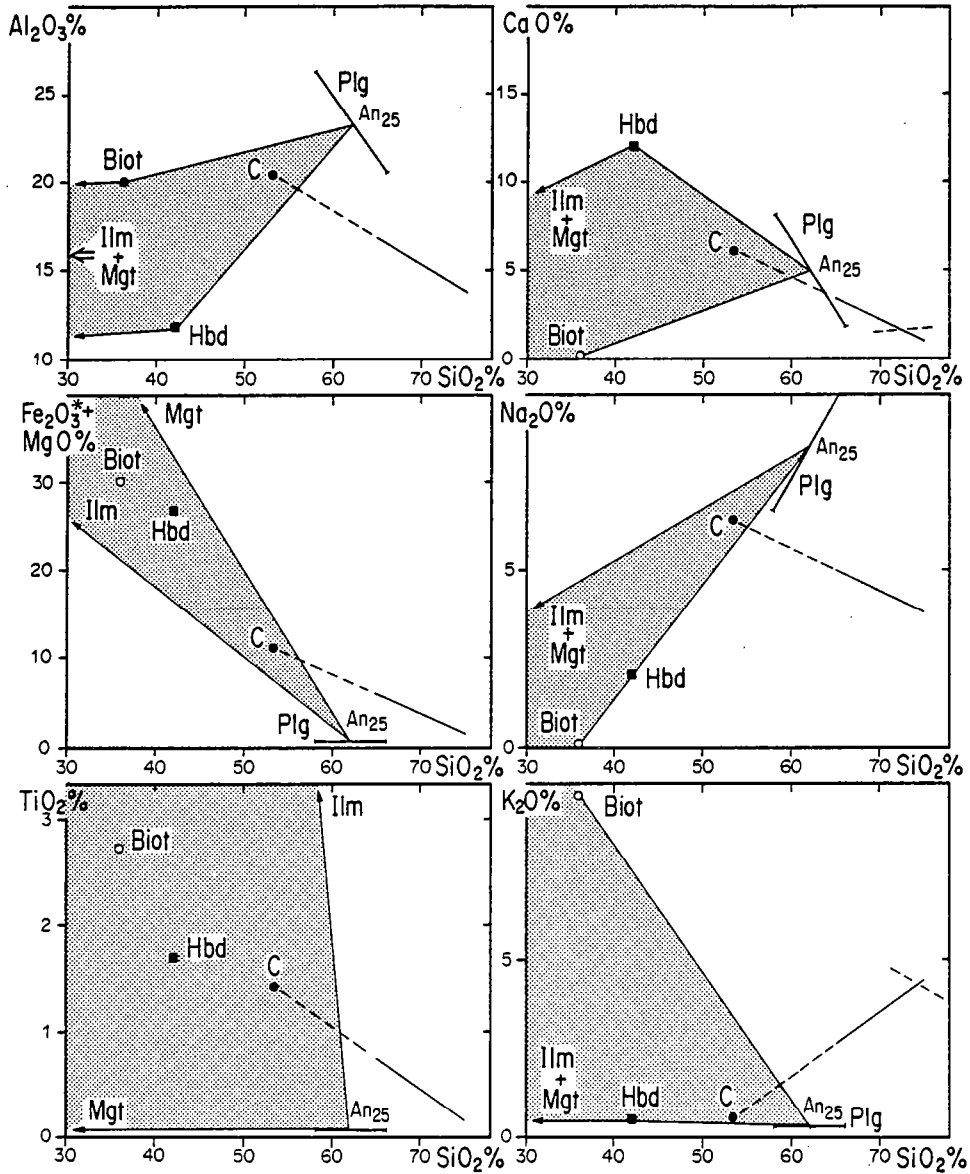 Al₂O₃%
25
20
15
10
Plg
An₂₅
Biot
C
Ilm
+
Mgt
Hbd
30 40 50 60 70 SiO₂%
CaO%
15
10
5
0
Hbd
Ilm
+
Mgt
Plg
C
An₂₅
Biot
30 40 50 60 70 SiO₂%
Fe₂O₃*+
MgO%
30
20
10
0
Mgt
Biot
Ilm
Hbd
C
Plg
An₂₅
30 40 50 60 70 SiO₂%
Na₂O%
5
0
An₂₅
Plg
C
Ilm
+
Mgt
Hbd
Biot
30 40 50 60 70 SiO₂%
TiO₂%
3
2
1
0
Ilm
Biot
Hbd
C
Mgt
An₂₅
30 40 50 60 70 SiO₂%
K₂O%
5
0
Biot
Ilm
+
Mgt
Hbd
C
An₂₅
Plg
30 40 50 60 70 SiO₂%